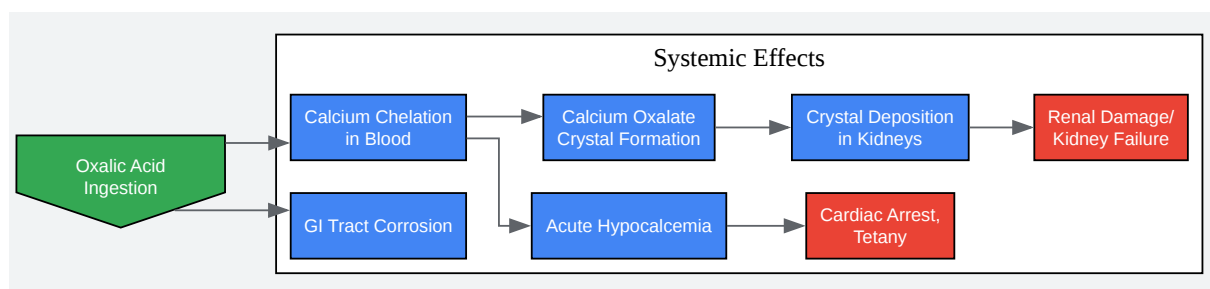 Systemic Effects
Calcium Chelation
in Blood
Calcium Oxalate
Crystal Formation
Crystal Deposition
in Kidneys
Renal Damage/
Kidney Failure
Oxalic Acid
Ingestion
GI Tract Corrosion
Acute Hypocalcemia
Cardiac Arrest,
Tetany